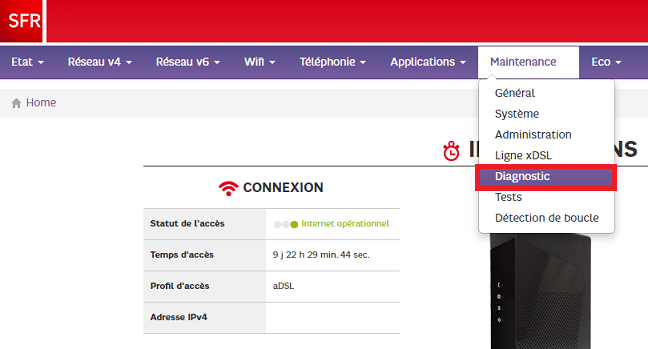 SFR
Etat Réseau v4 Réseau v6 Wifi Téléphonie Applications Maintenance Eco
Home
Général
Système
Administration
Ligne xDSL
Diagnostic
Tests
Détection de boucle
CONNEXION
Statut de l'accès Internet opérationnel
Temps d'accès 9 j 22 h 29 min. 44 sec.
Profil d'accès aDSL
Adresse IPv4